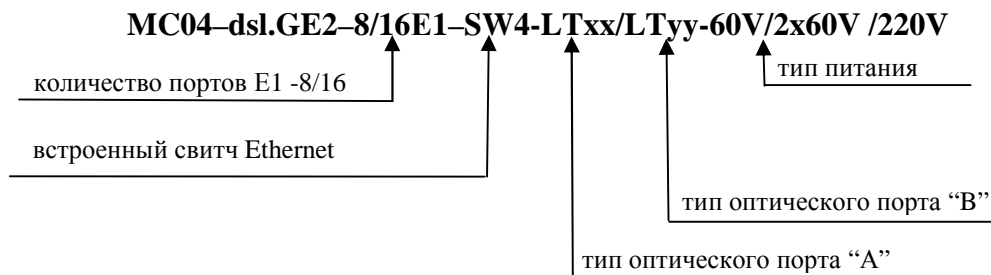 MC04–dsl.GE2–8/16E1–SW4-LTxx/LTyy-60V/2x60V /220V
количество портов E1 -8/16
тип питания
встроенный свитч Ethernet
тип оптического порта “B”
тип оптического порта “A”